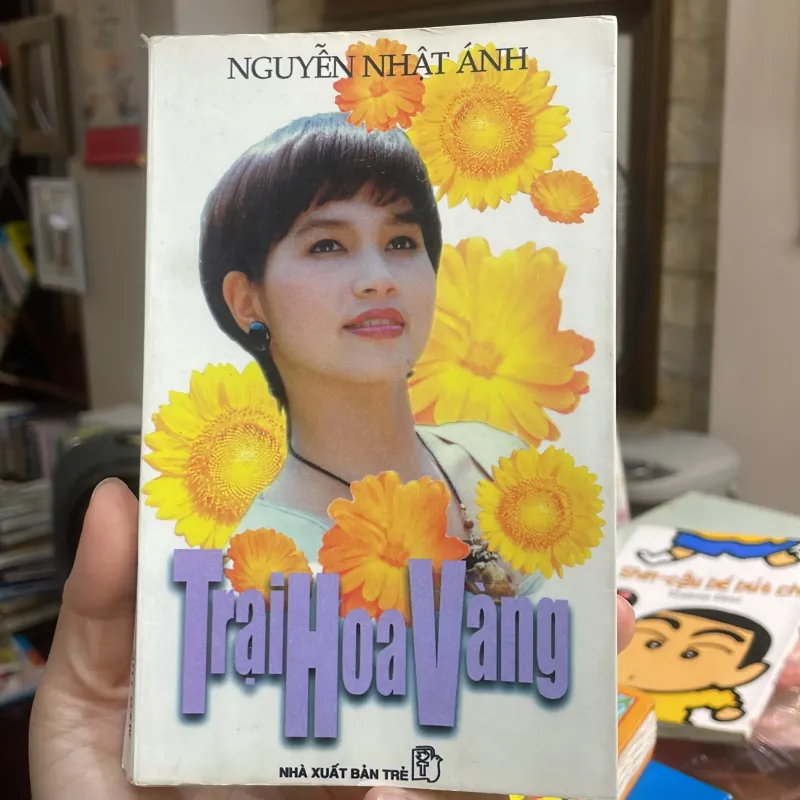 NGUYỄN NHẬT ÁNH
Trại Hoa Vàng
NHÀ XUẤT BẢN TRẺ